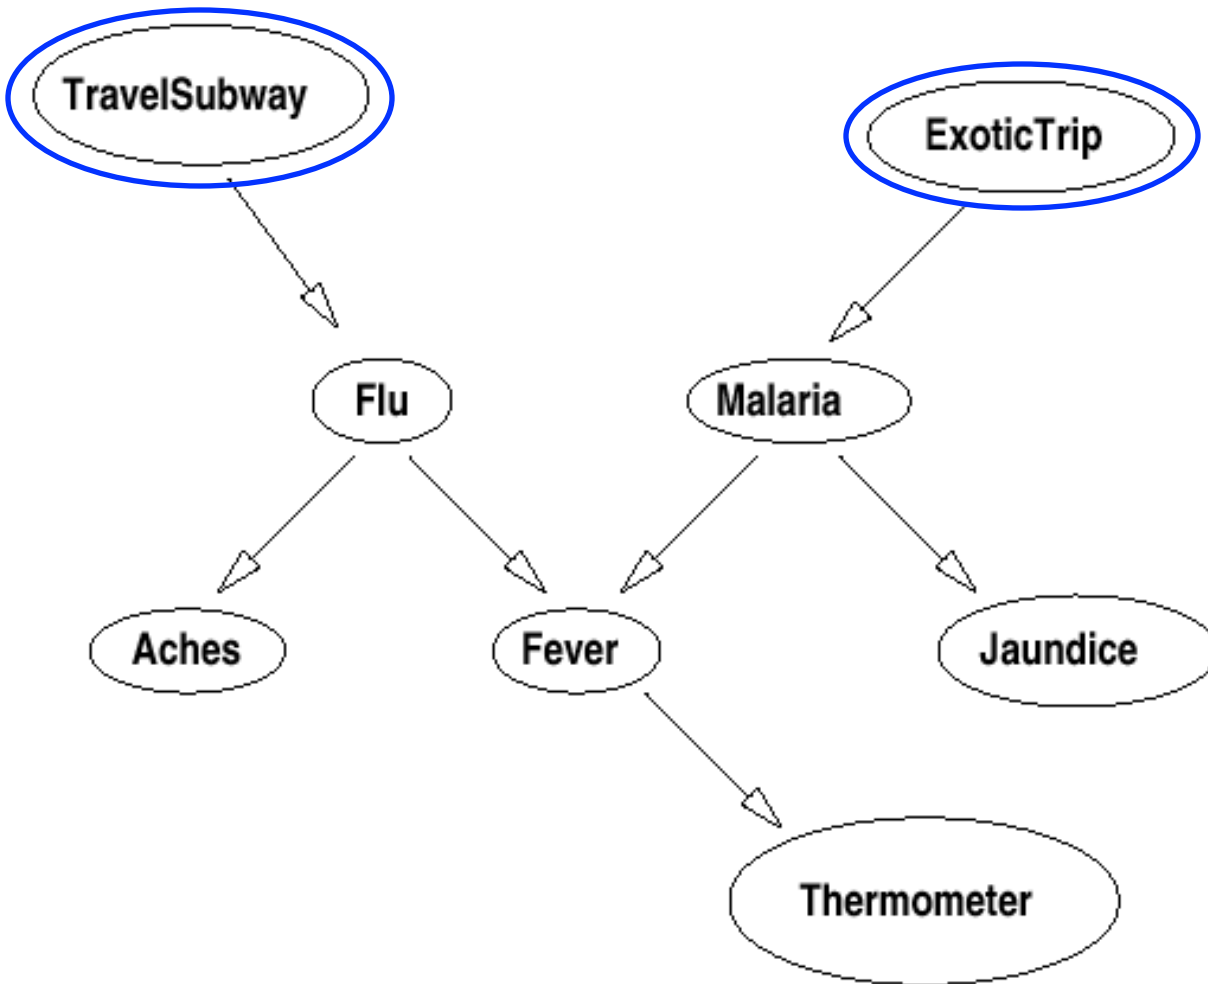 TravelSubway
ExoticTrip
Flu
Malaria
Aches
Fever
Jaundice
Thermometer